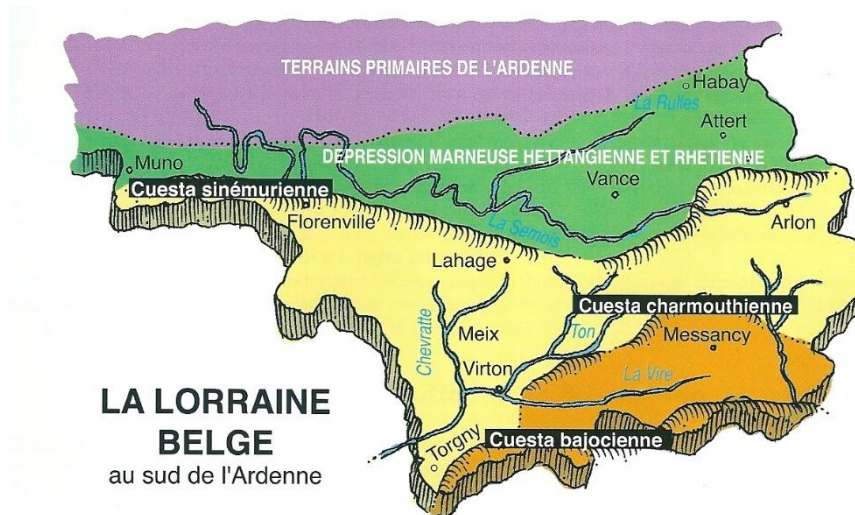 TERRAINS PRIMAIRES DE L'ARDENNE
Habay
La Rulles
Attert
DEPRESSION MARNEUSE HETTANGIENNE ET RHETIENNE
Muno
Vance
Cuesta sinémurienne
Florenville
La Semois
Arlon
Lahage
Cuesta charmouthienne
Chevratte
Meix
Ton
Messancy
Virton
La Vire
LA LORRAINE
BELGE
au sud de l'Ardenne
Torgny
Cuesta bajocienne